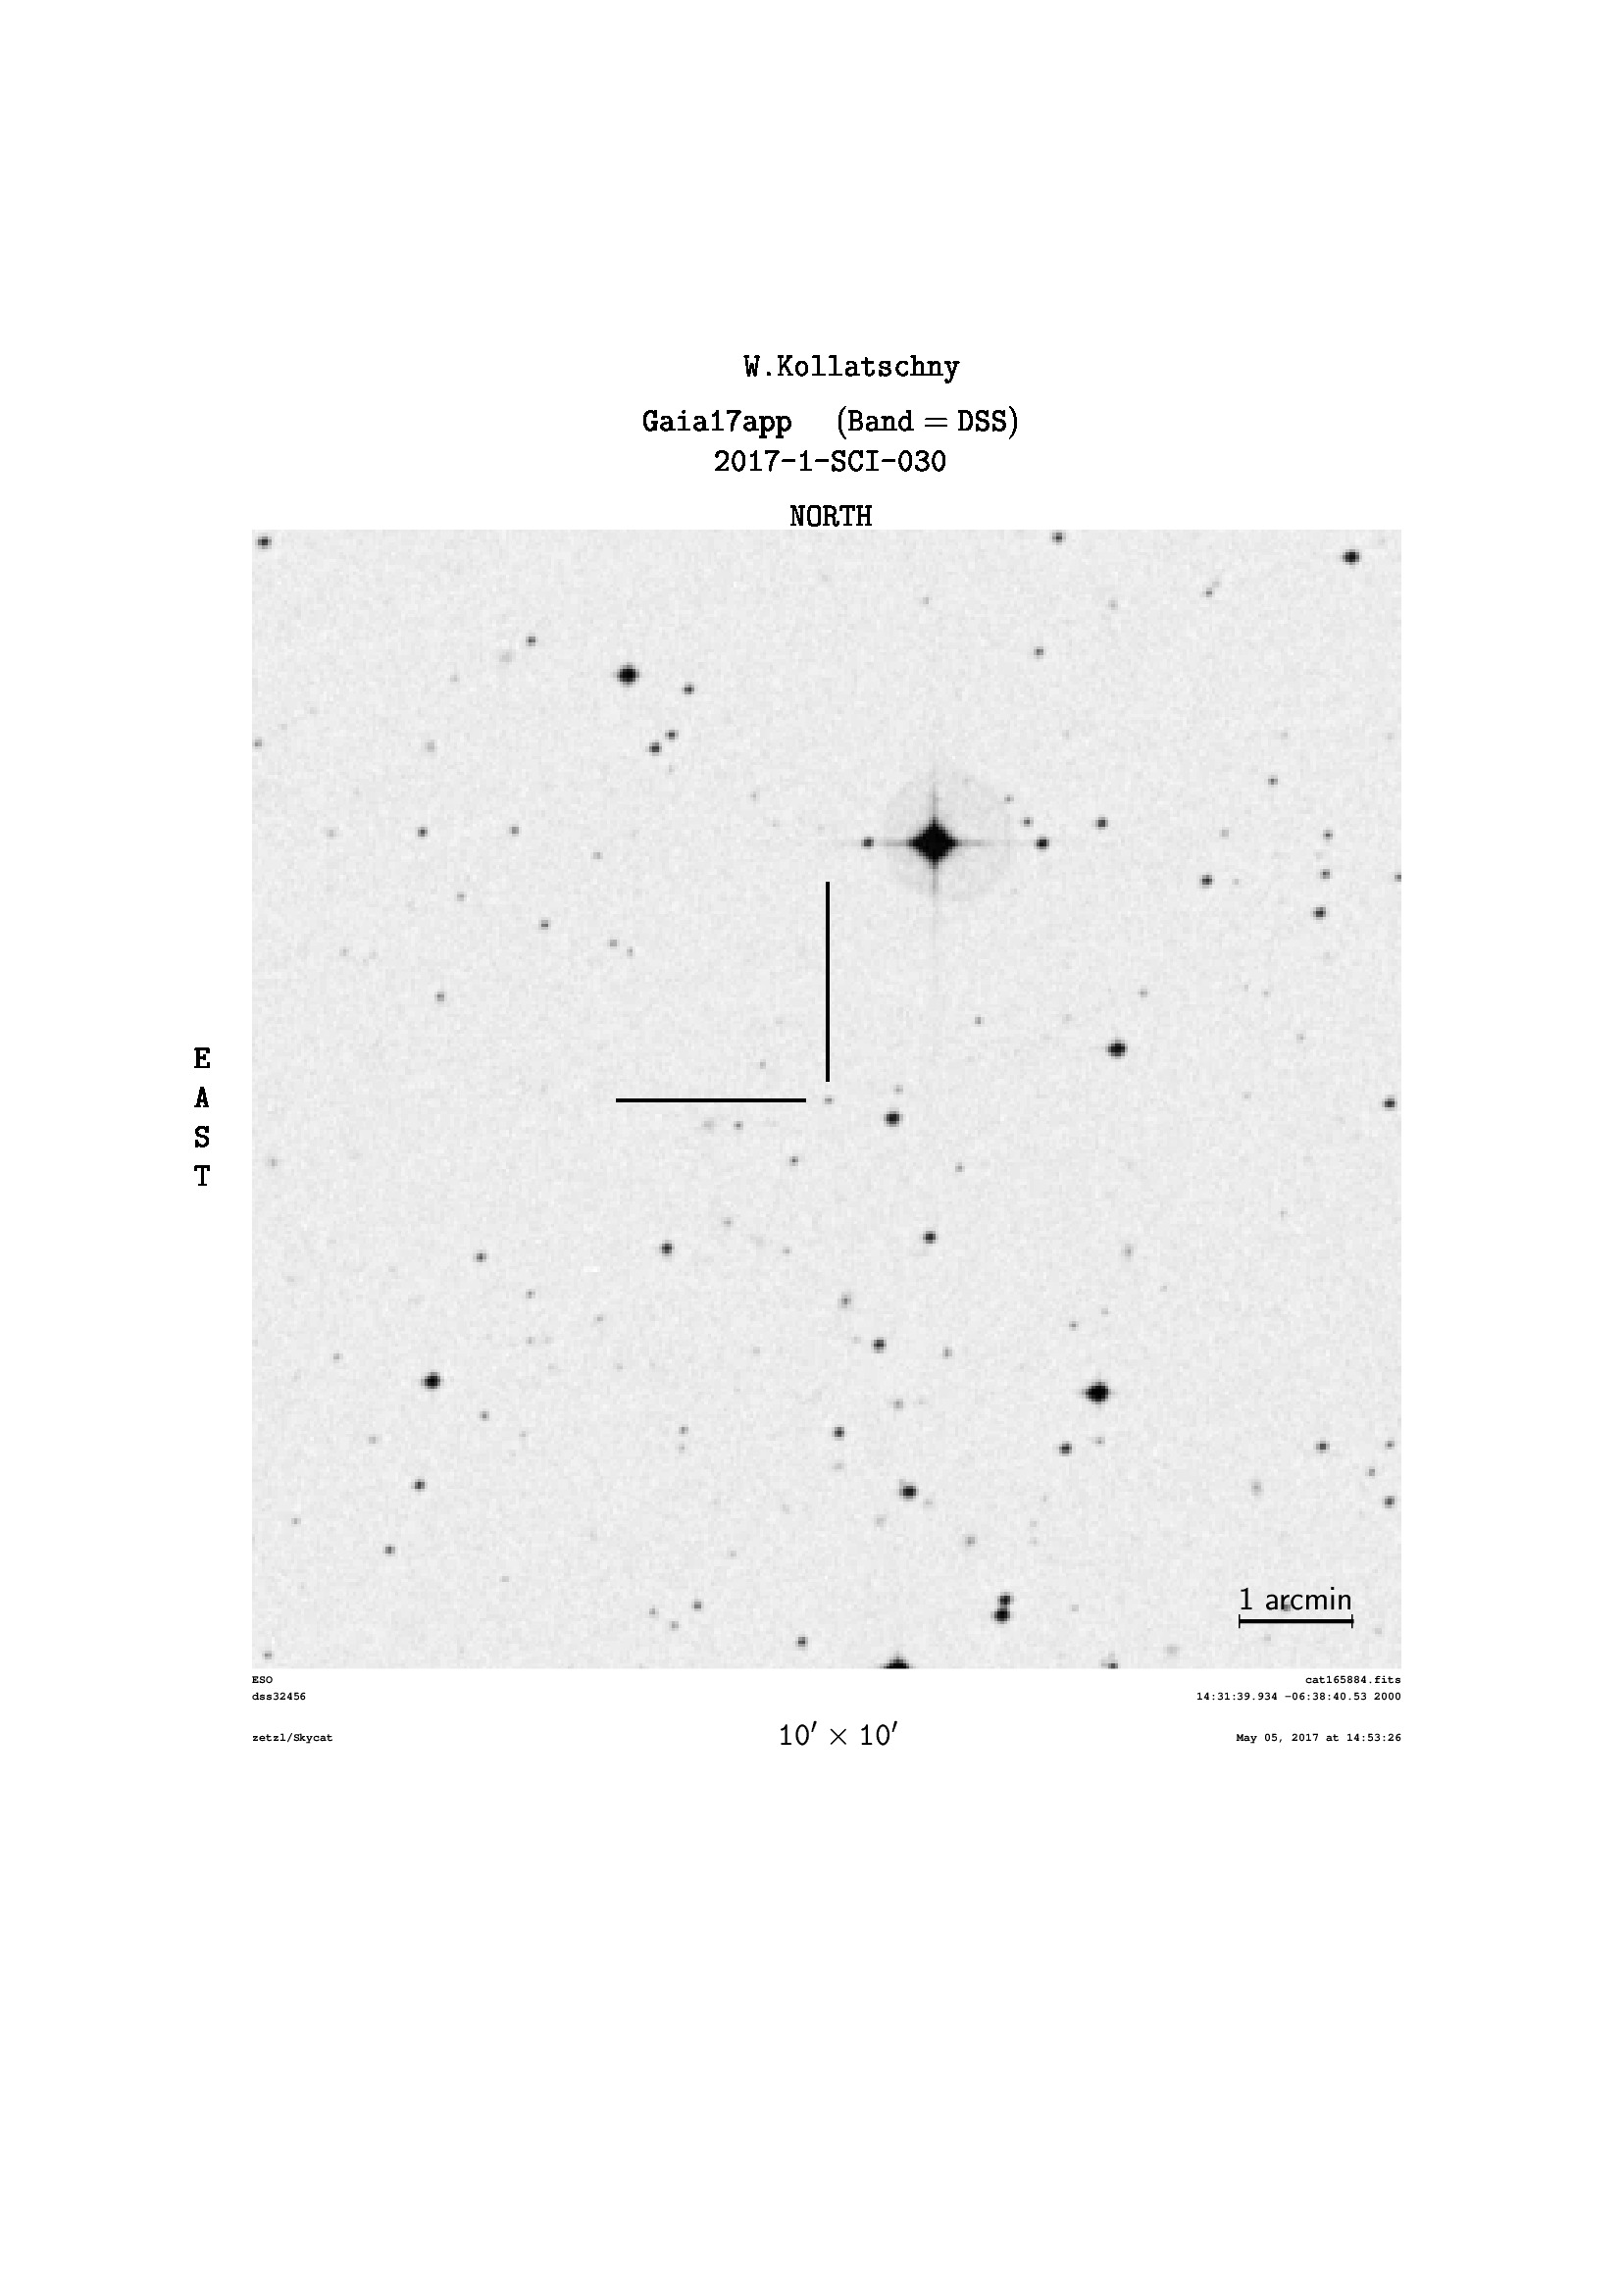 W.Kollatschny
Gaia17app (Band = DSS)
2017-1-SCI-030
NORTH
EAST
1 arcmin
ESO cat165884.fits
dss32456 14:31:39.934 -06:38:40.53 2000
zetzl/Skycat 10′ × 10′ May 05, 2017 at 14:53:26